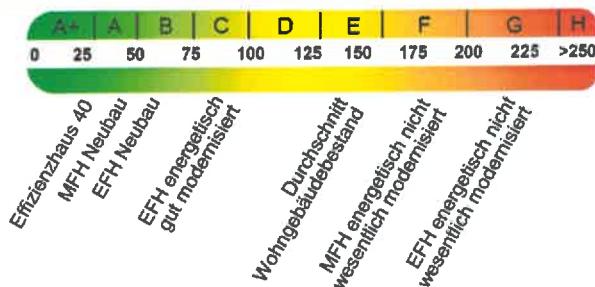 A+ A B C D E F G H
0 25 50 75 100 125 150 175 200 225 >250
Effizienzhaus 40
MFH Neubau
EFH Neubau
EFH energetisch
gut modernisiert
Durchschnitt
Wohngebäudebestand
MFH energetisch nicht
wesentlich modernisiert
EFH energetisch nicht
wesentlich modernisiert